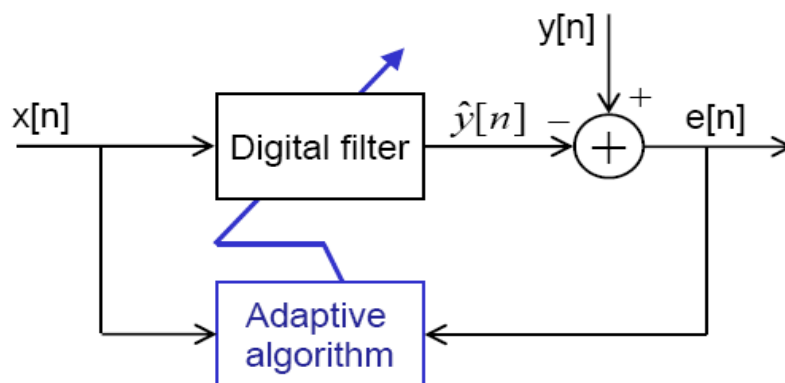 y[n]
x[n]
Digital filter
ŷ[n]
−
+
+
e[n]
Adaptive
algorithm